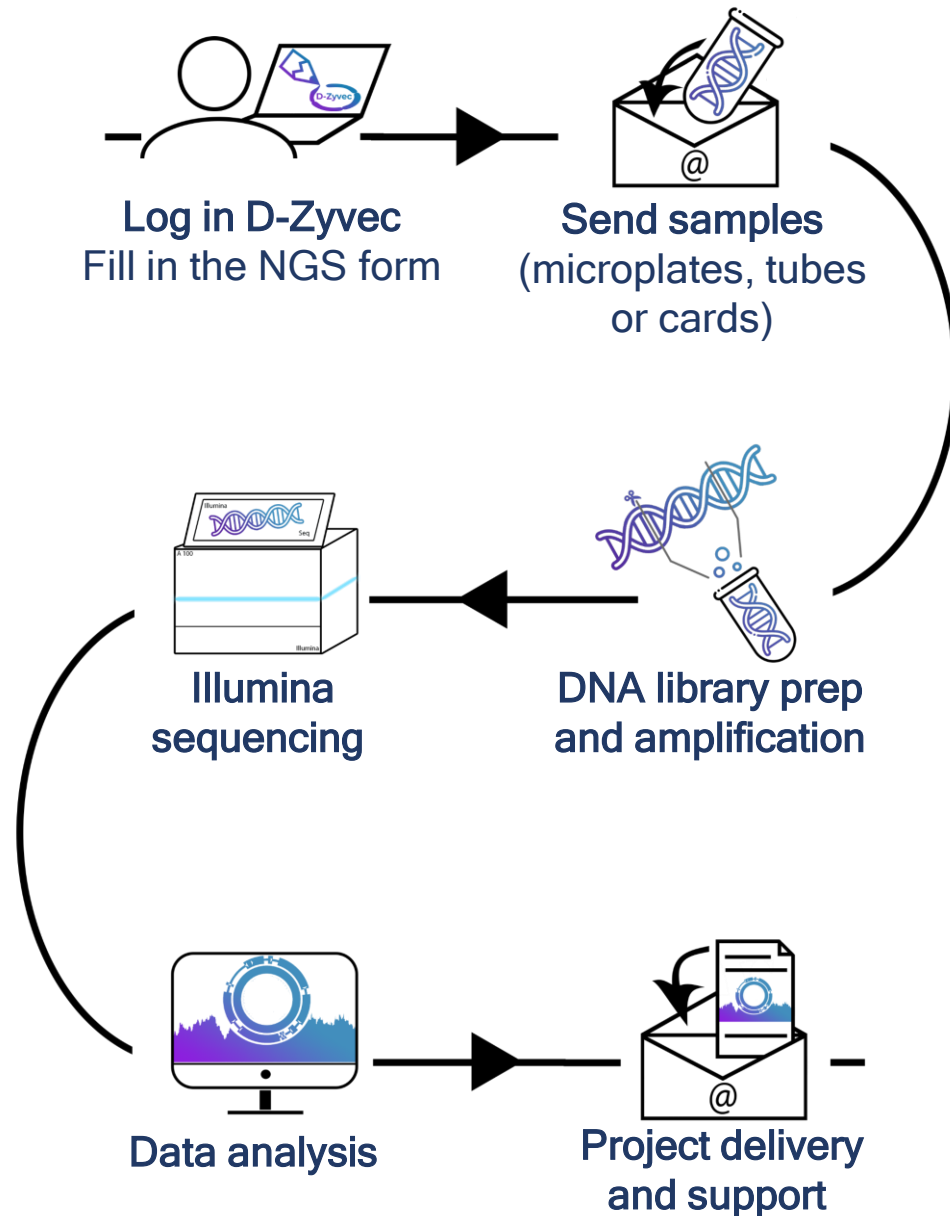 D-Zyvec
@
Log in D-Zyvec
Fill in the NGS form
Send samples
(microplates, tubes
or cards)
Illumina
Seq
A 100
Illumina
Illumina
sequencing
DNA library prep
and amplification
Data analysis
@
Project delivery
and support